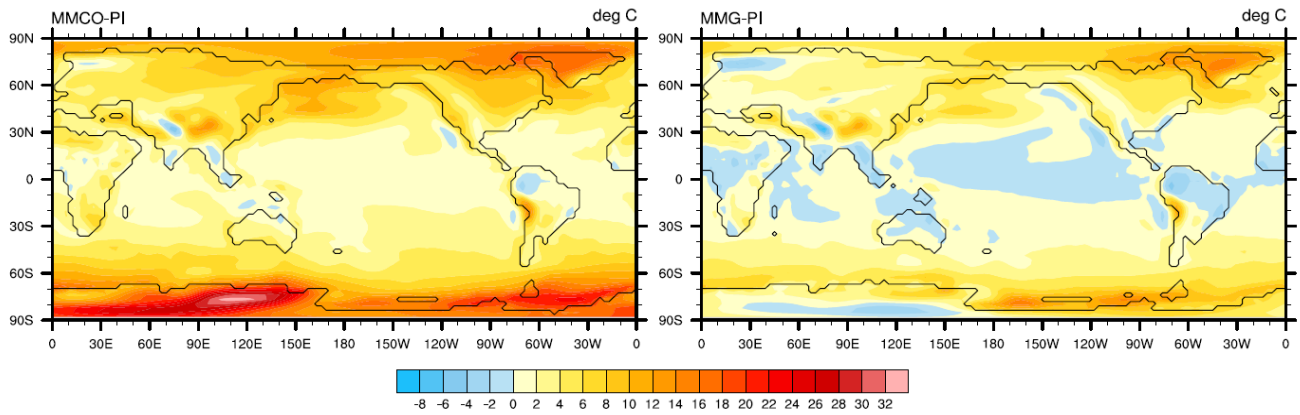 MMCO-PI deg C
MMG-PI deg C
90N
60N
30N
0
30S
60S
90S
0 30E 60E 90E 120E 150E 180 150W 120W 90W 60W 30W 0
90N
60N
30N
0
30S
60S
90S
0 30E 60E 90E 120E 150E 180 150W 120W 90W 60W 30W 0
-8 -6 -4 -2 0 2 4 6 8 10 12 14 16 18 20 22 24 26 28 30 32